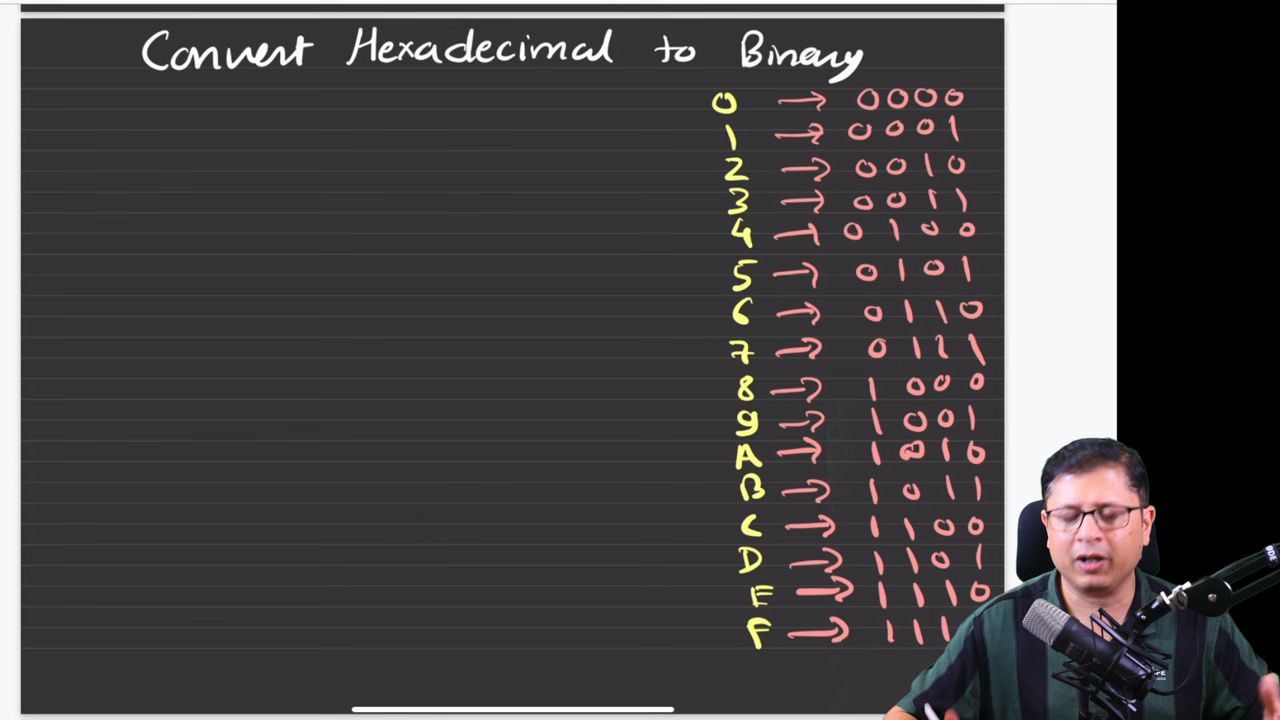 Convert Hexadecimal to Binary
0 → 0000
1 → 0001
2 → 0010
3 → 0011
4 → 0100
5 → 0101
6 → 0110
7 → 0111
8 → 1000
9 → 1001
A → 1010
B → 1011
C → 1100
D → 1101
E → 1110
F → 111